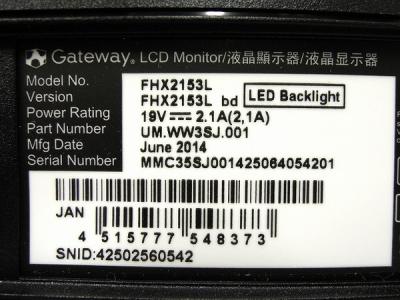 Gateway. LCD Monitor/液晶顯示器/液晶显示器
Model No. FHX2153L
Version FHX2153L bd LED Backlight
Power Rating 19V 2.1A(2,1A)
Part Number UM.WW3SJ.001
Mfg Date June 2014
Serial Number MMC35SJ001425064054201
JAN
4 515777 548373
SNID:42502560542